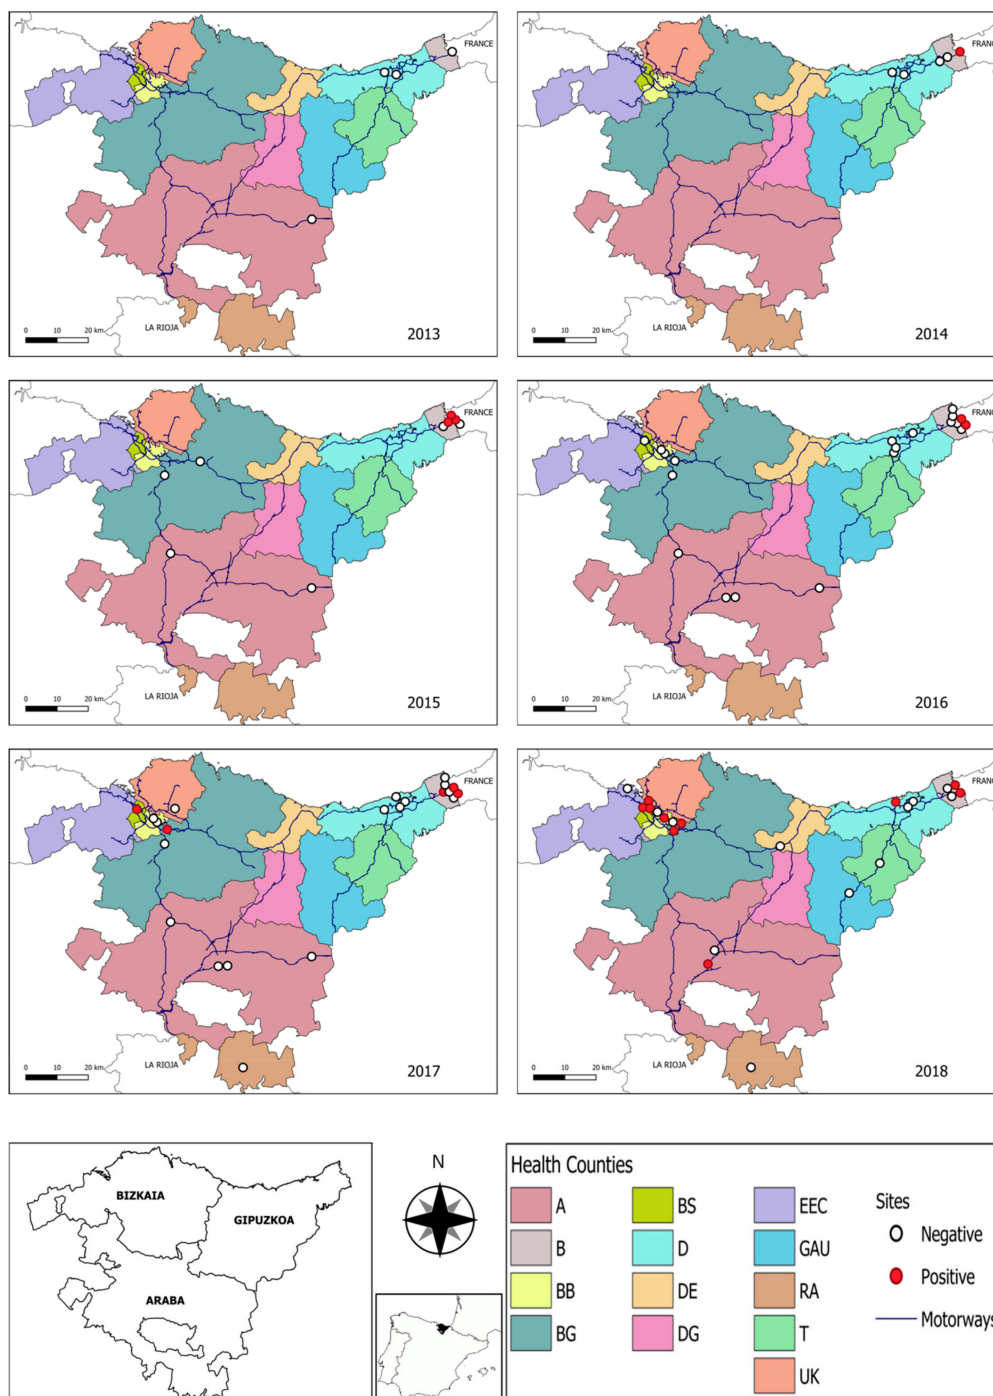 FRANCE
0 10 20 km
LA RIOJA
2013
FRANCE
0 10 20 km
LA RIOJA
2014
FRANCE
0 10 20 km
LA RIOJA
2015
FRAN
0 10 20 km
LA RIOJA
2016
FRANCE
0 10 20 km
LA RIOJA
2017
FRANCE
0 10 20 km
LA RIOJA
2018
BIZKAIA
GIPUZKOA
ARABA
N
Health Counties
A
BS
EEC
B
D
GAU
BB
DE
RA
BG
DG
T
UK
Sites
Negative
Positive
Motorways